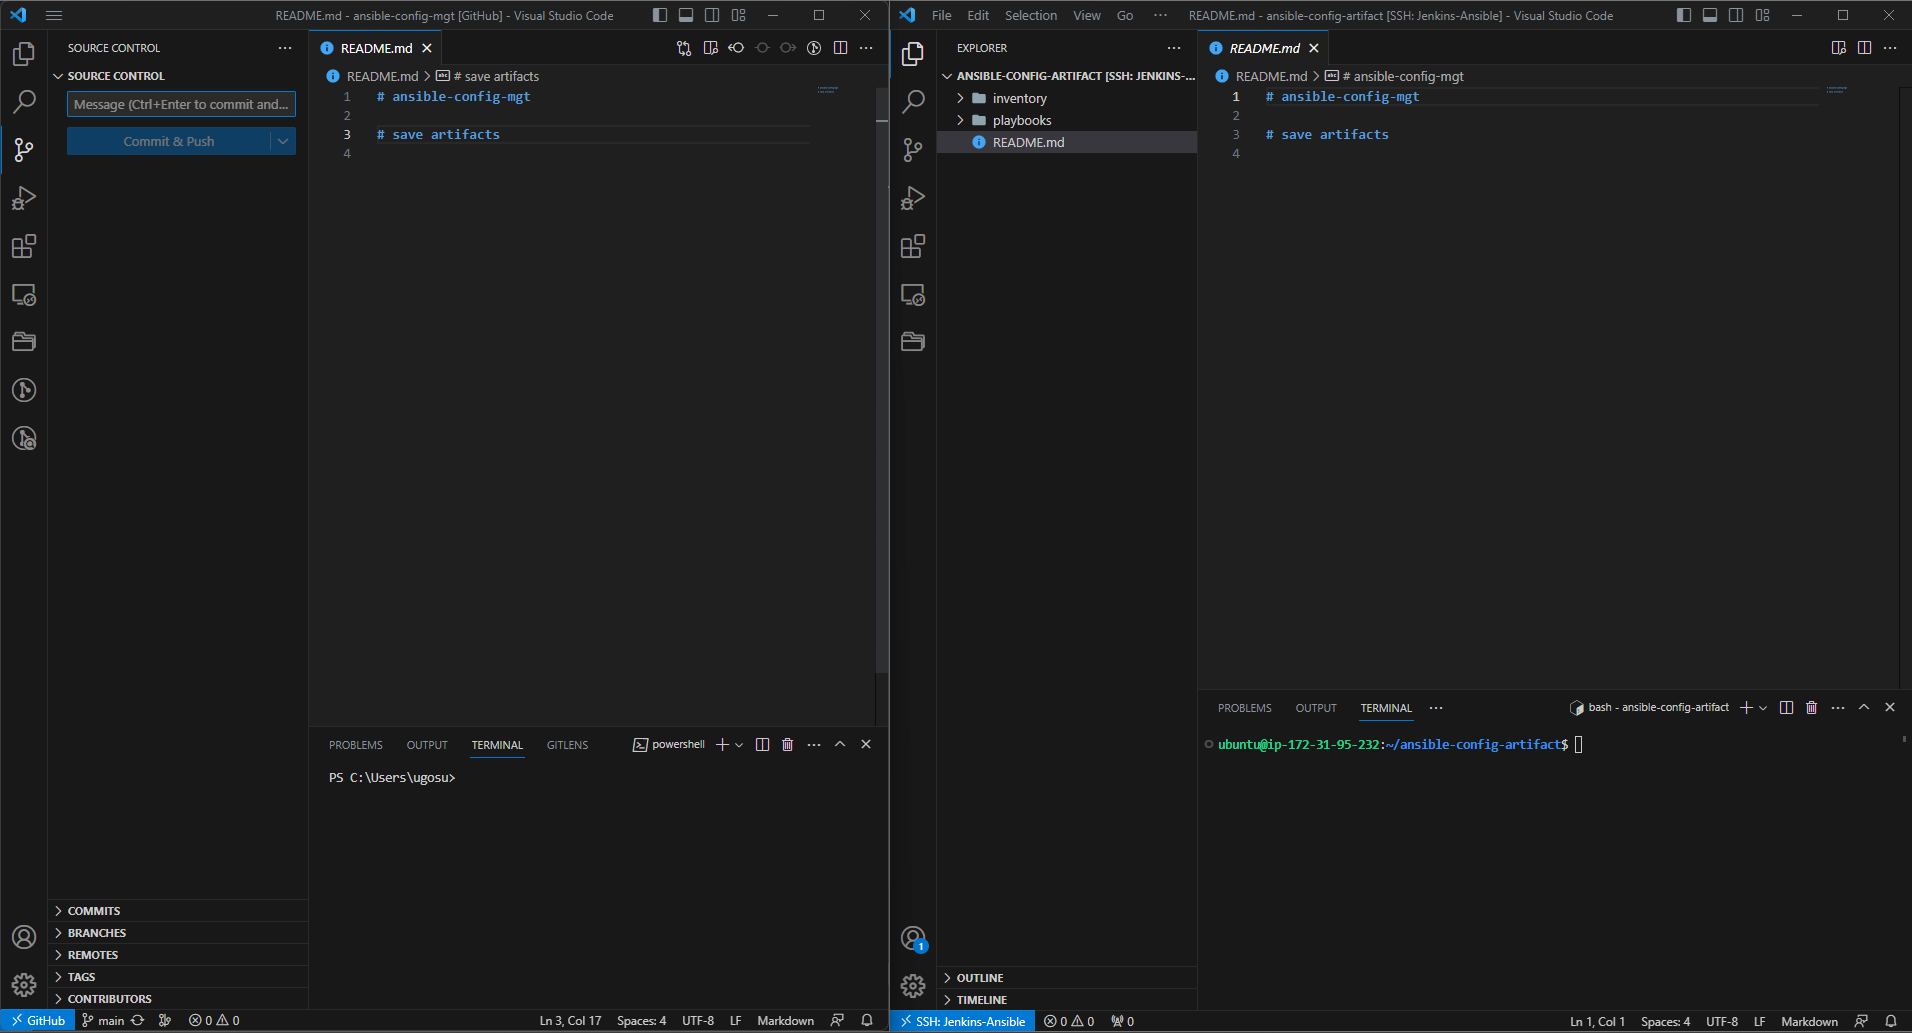 README.md - ansible-config-mgt [GitHub] - Visual Studio Code
SOURCE CONTROL
README.md
SOURCE CONTROL
README.md > # save artifacts
Message (Ctrl+Enter to commit and...
Commit & Push
1 # ansible-config-mgt
2
3 # save artifacts
4
PROBLEMS OUTPUT TERMINAL GITLENS powershell
PS C:\Users\ugosu>
COMMITS
BRANCHES
REMOTES
TAGS
CONTRIBUTORS
GitHub main 0 0 Ln 3, Col 17 Spaces: 4 UTF-8 LF Markdown
File Edit Selection View Go ··· README.md - ansible-config-artifact [SSH: Jenkins-Ansible] - Visual Studio Code
EXPLORER
README.md
ANSIBLE-CONFIG-ARTIFACT [SSH: JENKINS-...
README.md > # ansible-config-mgt
inventory
playbooks
README.md
1 # ansible-config-mgt
2
3 # save artifacts
4
PROBLEMS OUTPUT TERMINAL ··· bash - ansible-config-artifact
ubuntu@ip-172-31-95-232:~/ansible-config-artifact$
1
OUTLINE
TIMELINE
SSH: Jenkins-Ansible 0 0 0 Ln 1, Col 1 Spaces: 4 UTF-8 LF Markdown